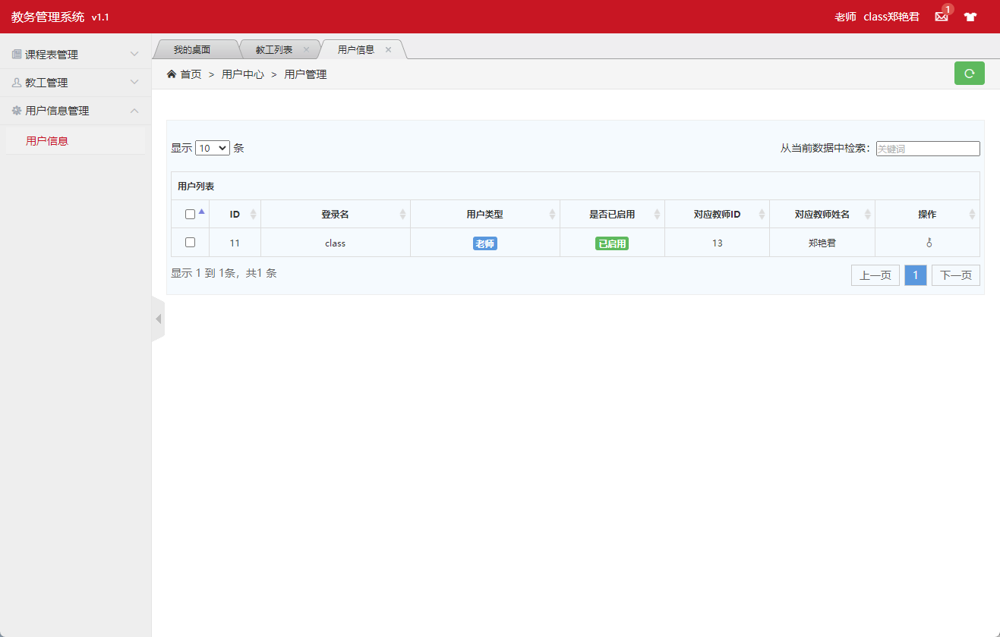 教务管理系统 v1.1
老师 class郑艳君 1
课程表管理
教工管理
用户信息管理
用户信息
我的桌面 教工列表 用户信息
首页 > 用户中心 > 用户管理
显示 10 条
从当前数据中检索： 关键词
用户列表
ID 登录名 用户类型 是否已启用 对应教师ID 对应教师姓名 操作
11 class 老师 已启用 13 郑艳君
显示 1 到 1条，共1 条
上一页 1 下一页